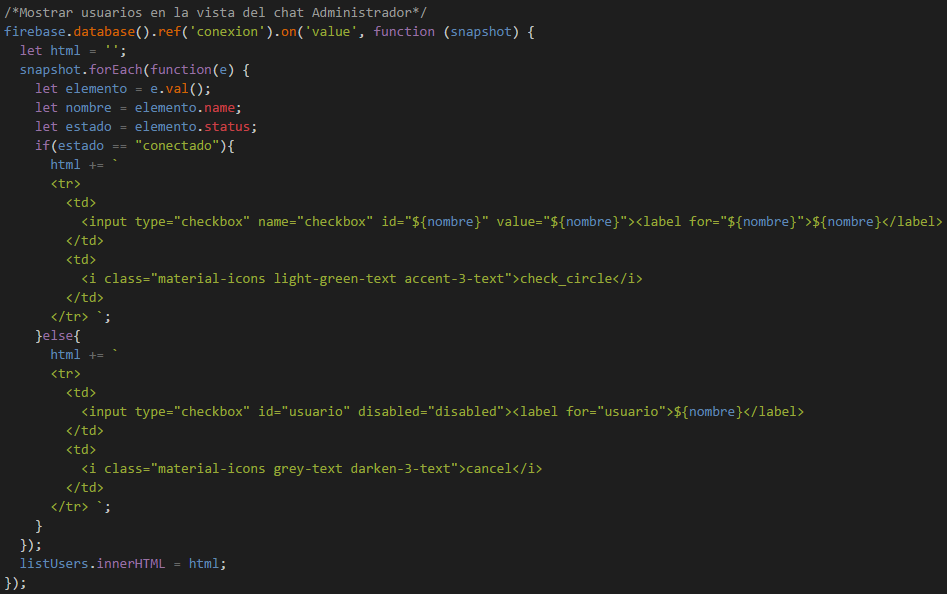 /*Mostrar usuarios en la vista del chat Administrador*/
firebase.database().ref('conexion').on('value', function (snapshot) {
  let html = '';
  snapshot.forEach(function(e) {
    let elemento = e.val();
    let nombre = elemento.name;
    let estado = elemento.status;
    if(estado == "conectado"){
      html += `
      <tr>
        <td>
          <input type="checkbox" name="checkbox" id="${nombre}" value="${nombre}"><label for="${nombre}">${nombre}</label>
        </td>
        <td>
          <i class="material-icons light-green-text accent-3-text">check_circle</i>
        </td>
      </tr> `;
    }else{
      html += `
      <tr>
        <td>
          <input type="checkbox" id="usuario" disabled="disabled"><label for="usuario">${nombre}</label>
        </td>
        <td>
          <i class="material-icons grey-text darken-3-text">cancel</i>
        </td>
      </tr> `;
    }
  });
  listUsers.innerHTML = html;
});